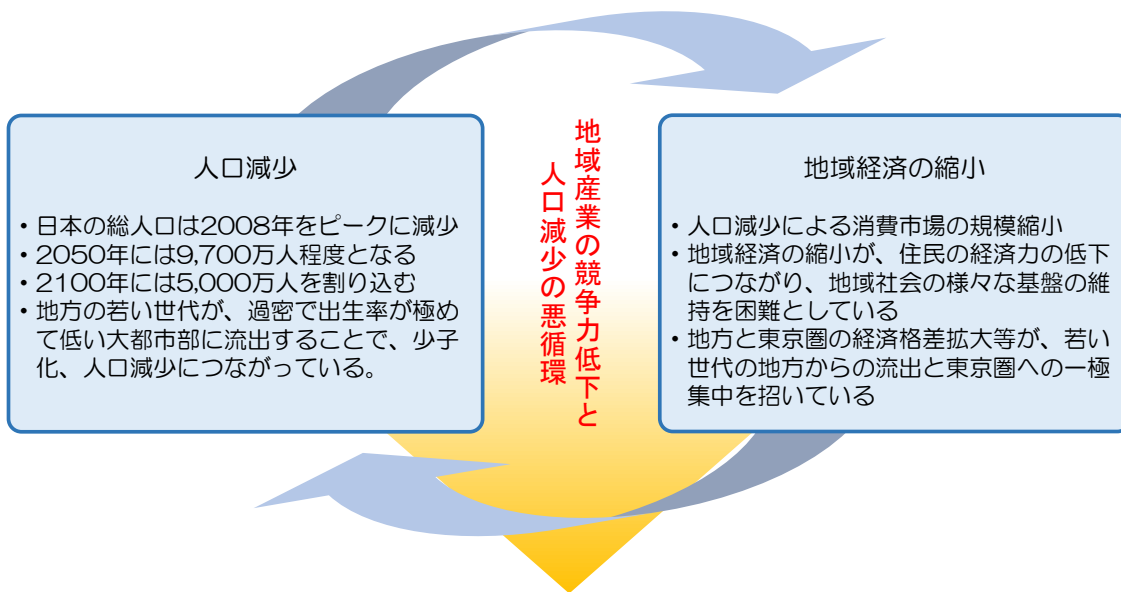 人口減少
・日本の総人口は2008年をピークに減少
・2050年には9,700万人程度となる
・2100年には5,000万人を割り込む
・地方の若い世代が、過密で出生率が極め
て低い大都市部に流出することで、少子
化、人口減少につながっている。
地域産業の競争力低下と
人口減少の悪循環
地域経済の縮小
・人口減少による消費市場の規模縮小
・地域経済の縮小が、住民の経済力の低下
につながり、地域社会の様々な基盤の維
持を困難としている
・地方と東京圏の経済格差拡大等が、若い
世代の地方からの流出と東京圏への一極
集中を招いている